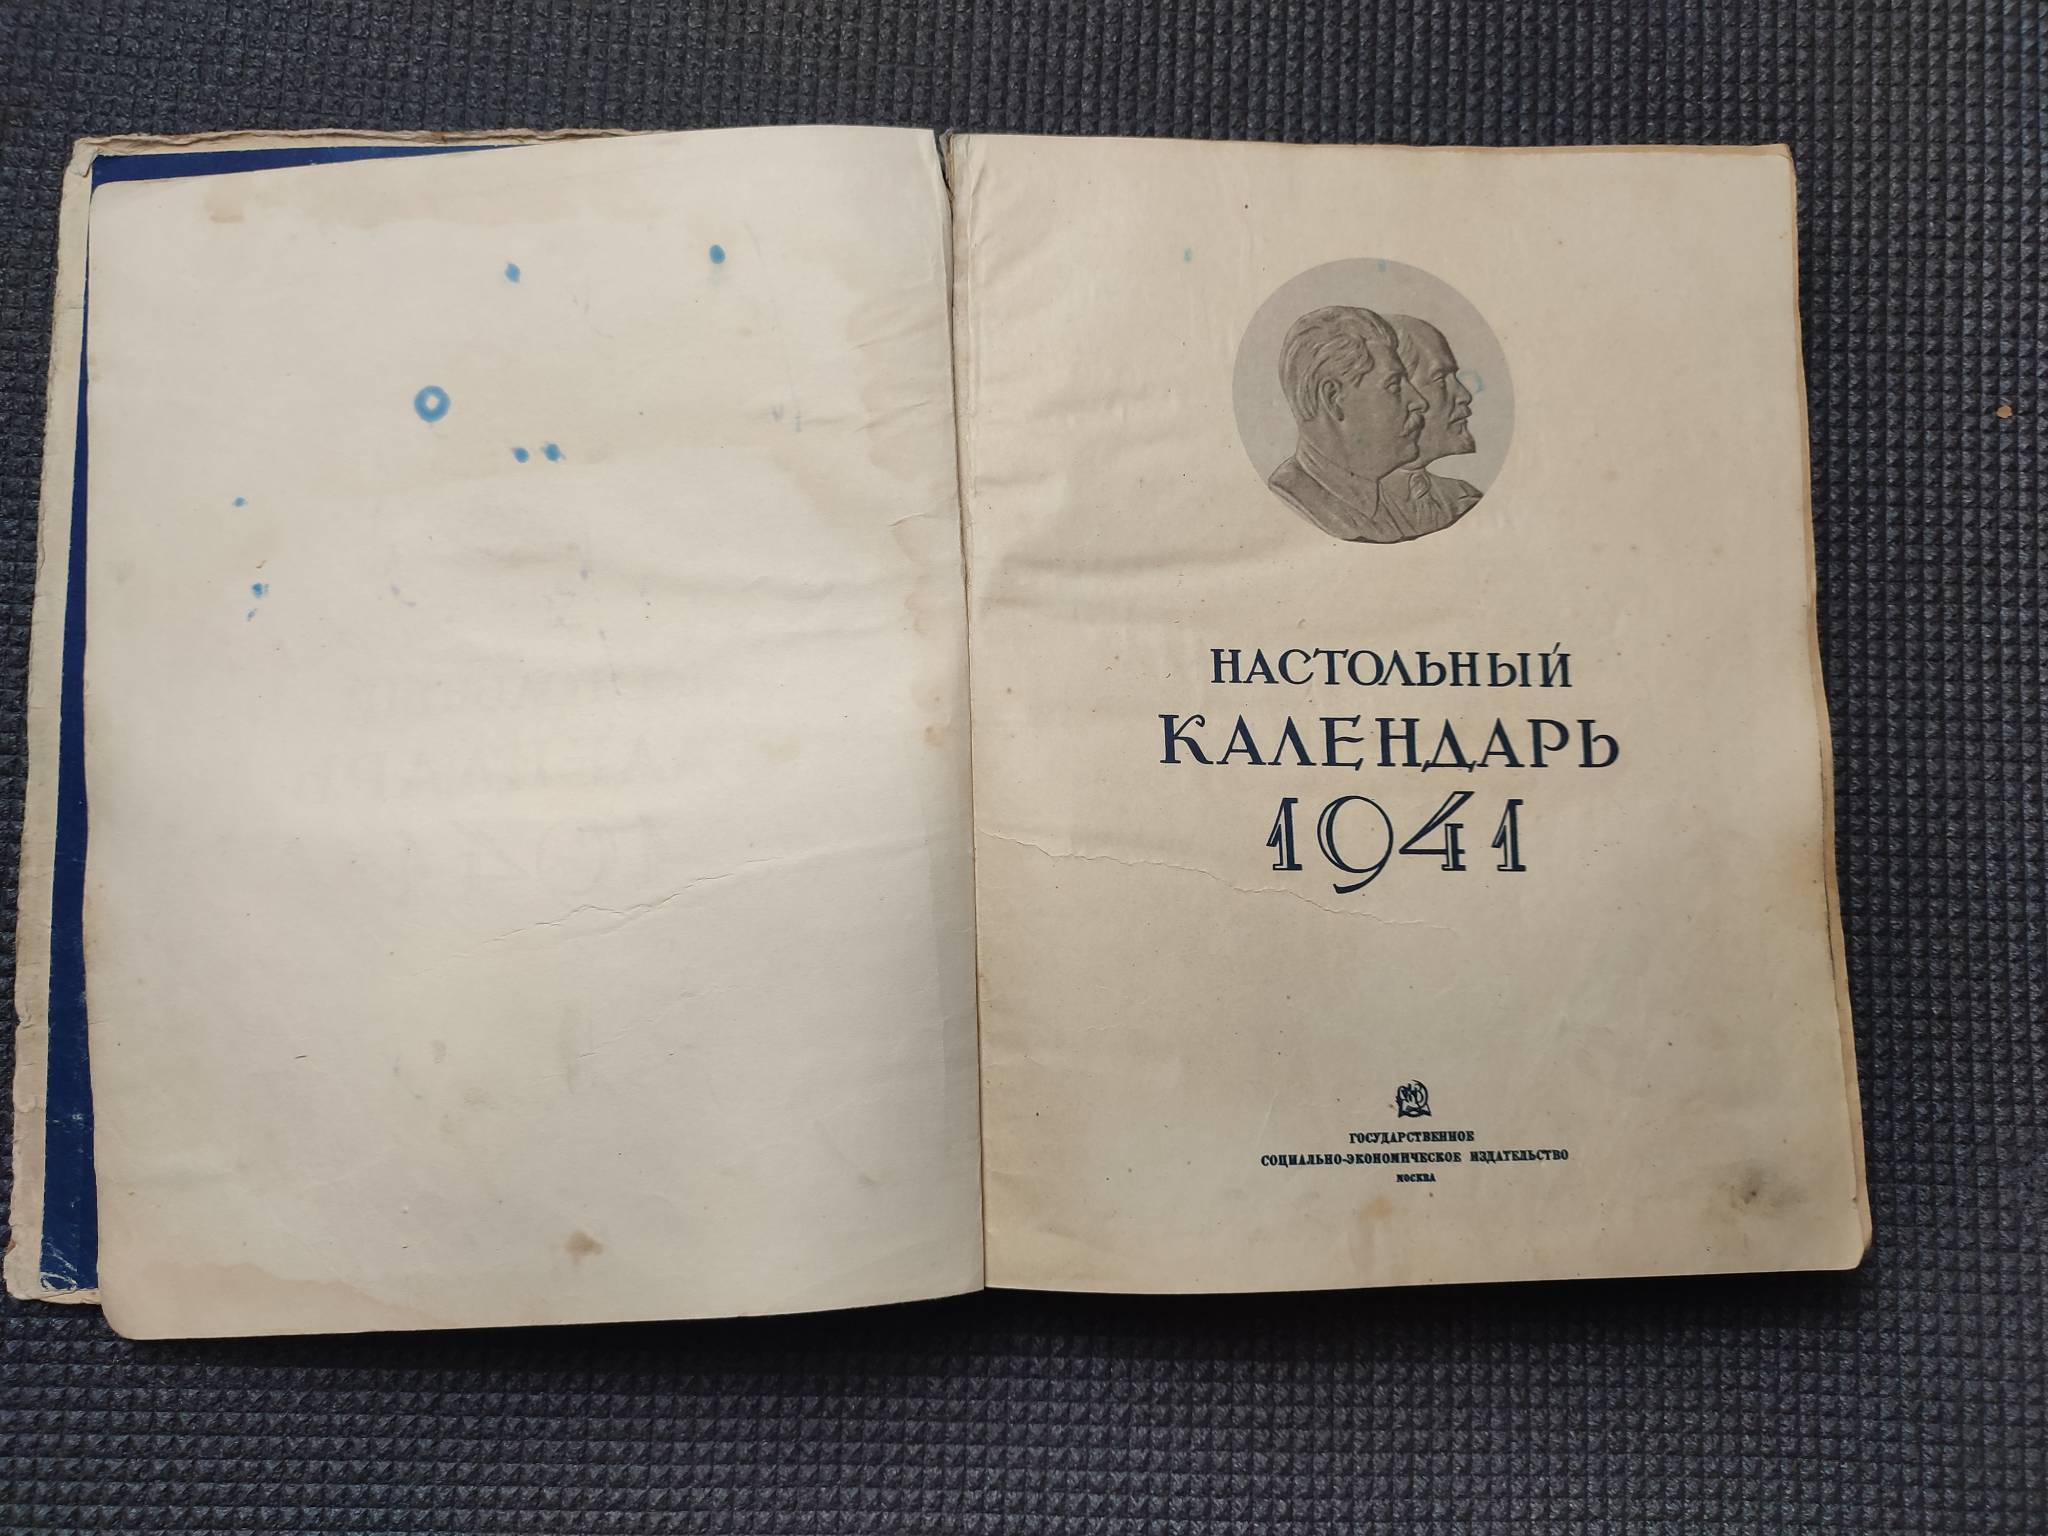 НАСТОЛЬНЫЙ
КАЛЕНДАРЬ
1941
ГОСУДАРСТВЕННОЕ
СОЦИАЛЬНО-ЭКОНОМИЧЕСКОЕ ИЗДАТЕЛЬСТВО
МОСКВА